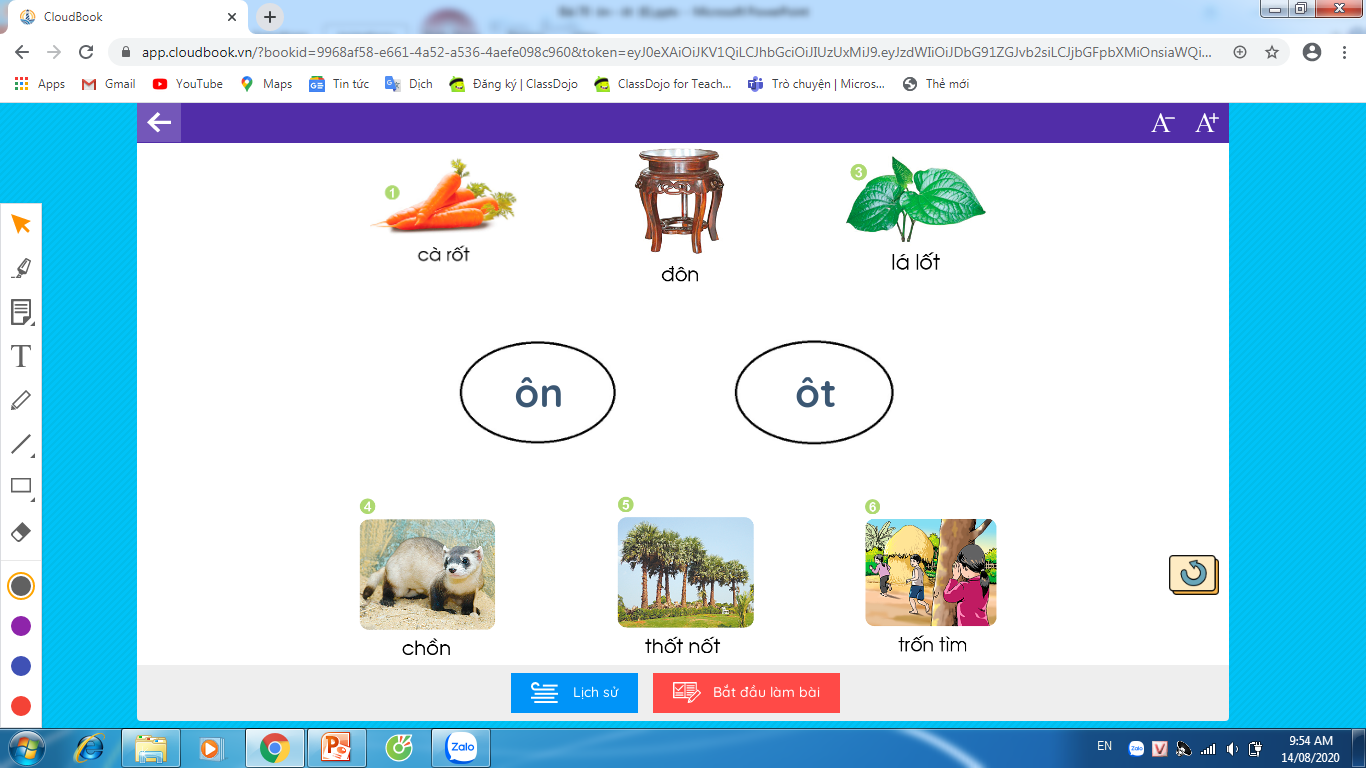 CloudBook
app.cloudbook.vn/?bookid=9968af58-e661-4a52-a536-4aefe098c960&token=eyJ0eXAiOiJKV1QiLCJhbGciOiJIUzUxMiJ9.eyJzdWIiOiJDbG91ZGJvb2siLCJjbGFpbXMiOnsiaWQi...
Apps Gmail YouTube Maps Tin tức Dịch Đăng ký | ClassDojo ClassDojo for Teach... Trò chuyện | Micros... Thẻ mới
A- A+
1 3
cà rốt đôn lá lốt
ôn ôt
4 5 6
chồn thốt nốt trốn tìm
T
Lịch sử Bắt đầu làm bài
Zalo EN Zalo V 9:54 AM
14/08/2020